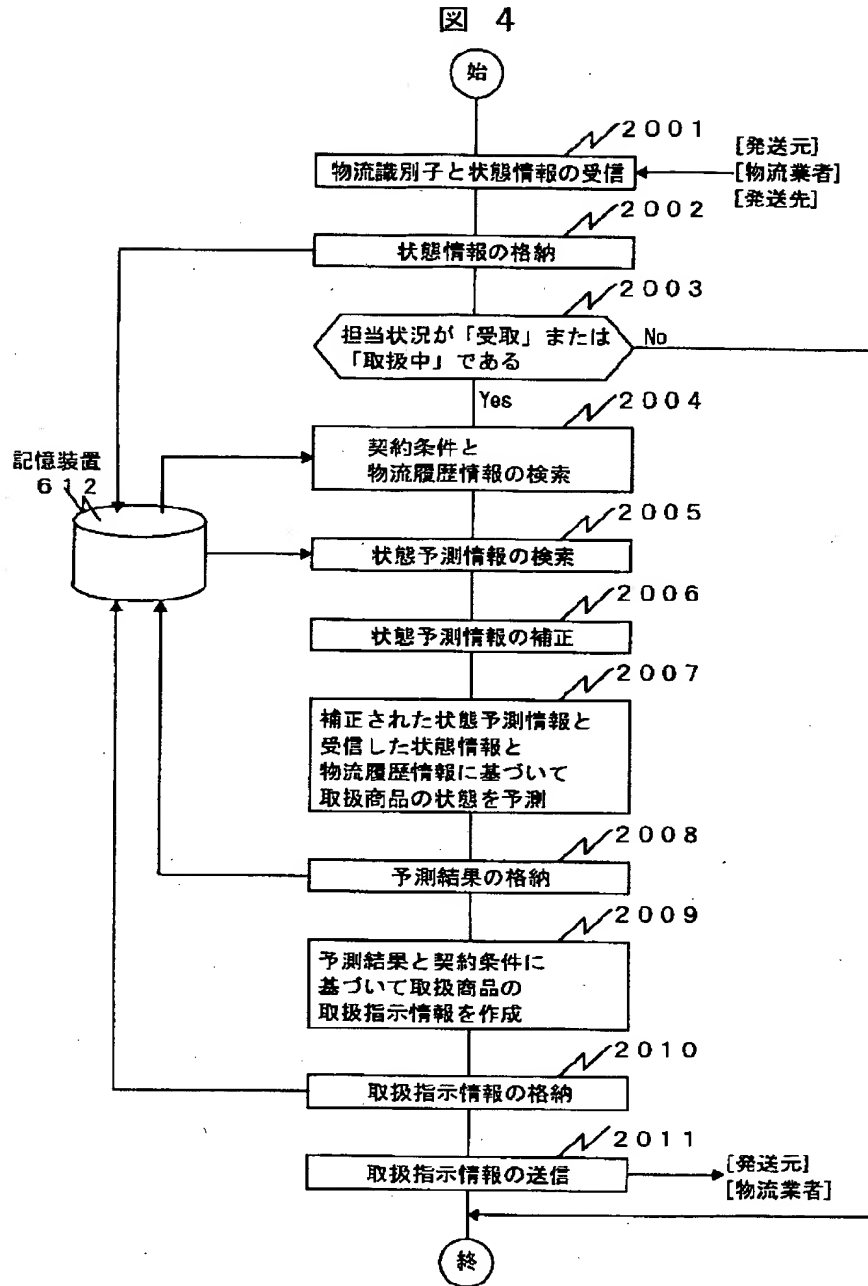 図 4
始
2001
物流識別子と状態情報の受信
[発送元]
[物流業者]
[発送先]
2002
状態情報の格納
2003
担当状況が「受取」または
「取扱中」である
No
Yes
2004
契約条件と
物流履歴情報の検索
記憶装置
612
2005
状態予測情報の検索
2006
状態予測情報の補正
2007
補正された状態予測情報と
受信した状態情報と
物流履歴情報に基づいて
取扱商品の状態を予測
2008
予測結果の格納
2009
予測結果と契約条件に
基づいて取扱商品の
取扱指示情報を作成
2010
取扱指示情報の格納
2011
取扱指示情報の送信
[発送元]
[物流業者]
終